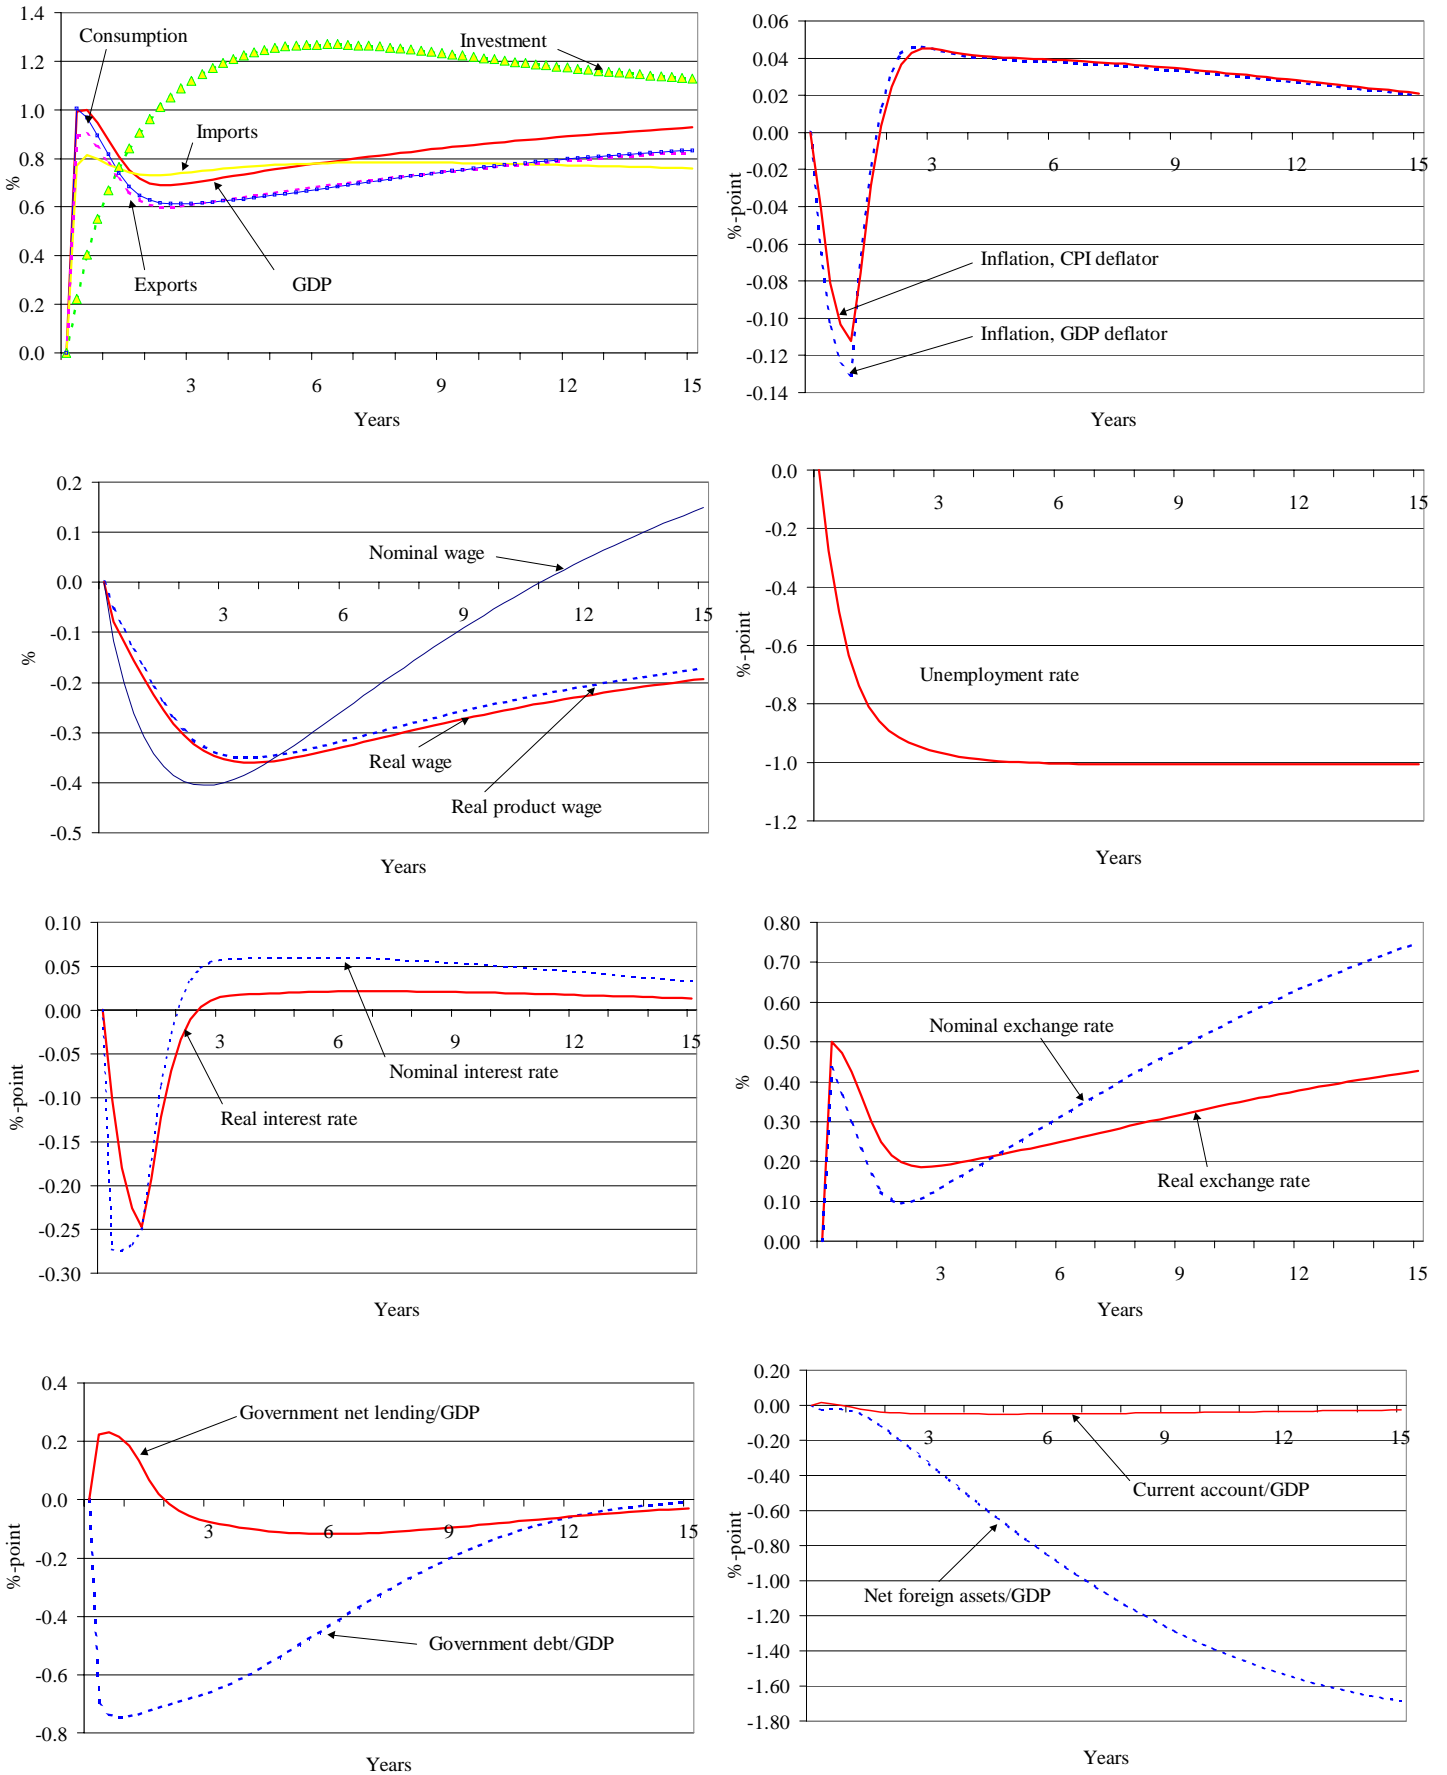 1.4
1.2
1.0
0.8
0.6
0.4
0.2
0.0
%
Consumption
Investment
Imports
Exports
GDP
3 6 9 12 15
Years
0.06
0.04
0.02
0.00
-0.02
-0.04
-0.06
-0.08
-0.10
-0.12
-0.14
%-point
3 6 9 12 15
Inflation, CPI deflator
Inflation, GDP deflator
Years
0.2
0.1
0.0
-0.1
-0.2
-0.3
-0.4
-0.5
%
Nominal wage
3 6 9 12 15
Real wage
Real product wage
Years
0.0
-0.2
-0.4
-0.6
-0.8
-1.0
-1.2
%-point
3 6 9 12 15
Unemployment rate
Years
0.10
0.05
0.00
-0.05
-0.10
-0.15
-0.20
-0.25
-0.30
%-point
3 6 9 12 15
Nominal interest rate
Real interest rate
Years
0.80
0.70
0.60
0.50
0.40
0.30
0.20
0.10
0.00
%
Nominal exchange rate
Real exchange rate
3 6 9 12 15
Years
0.4
0.2
0.0
-0.2
-0.4
-0.6
-0.8
%-point
Government net lending/GDP
3 6 9 12 15
Government debt/GDP
Years
0.20
0.00
-0.20
-0.40
-0.60
-0.80
-1.00
-1.20
-1.40
-1.60
-1.80
%-point
3 6 9 12 15
Current account/GDP
Net foreign assets/GDP
Years